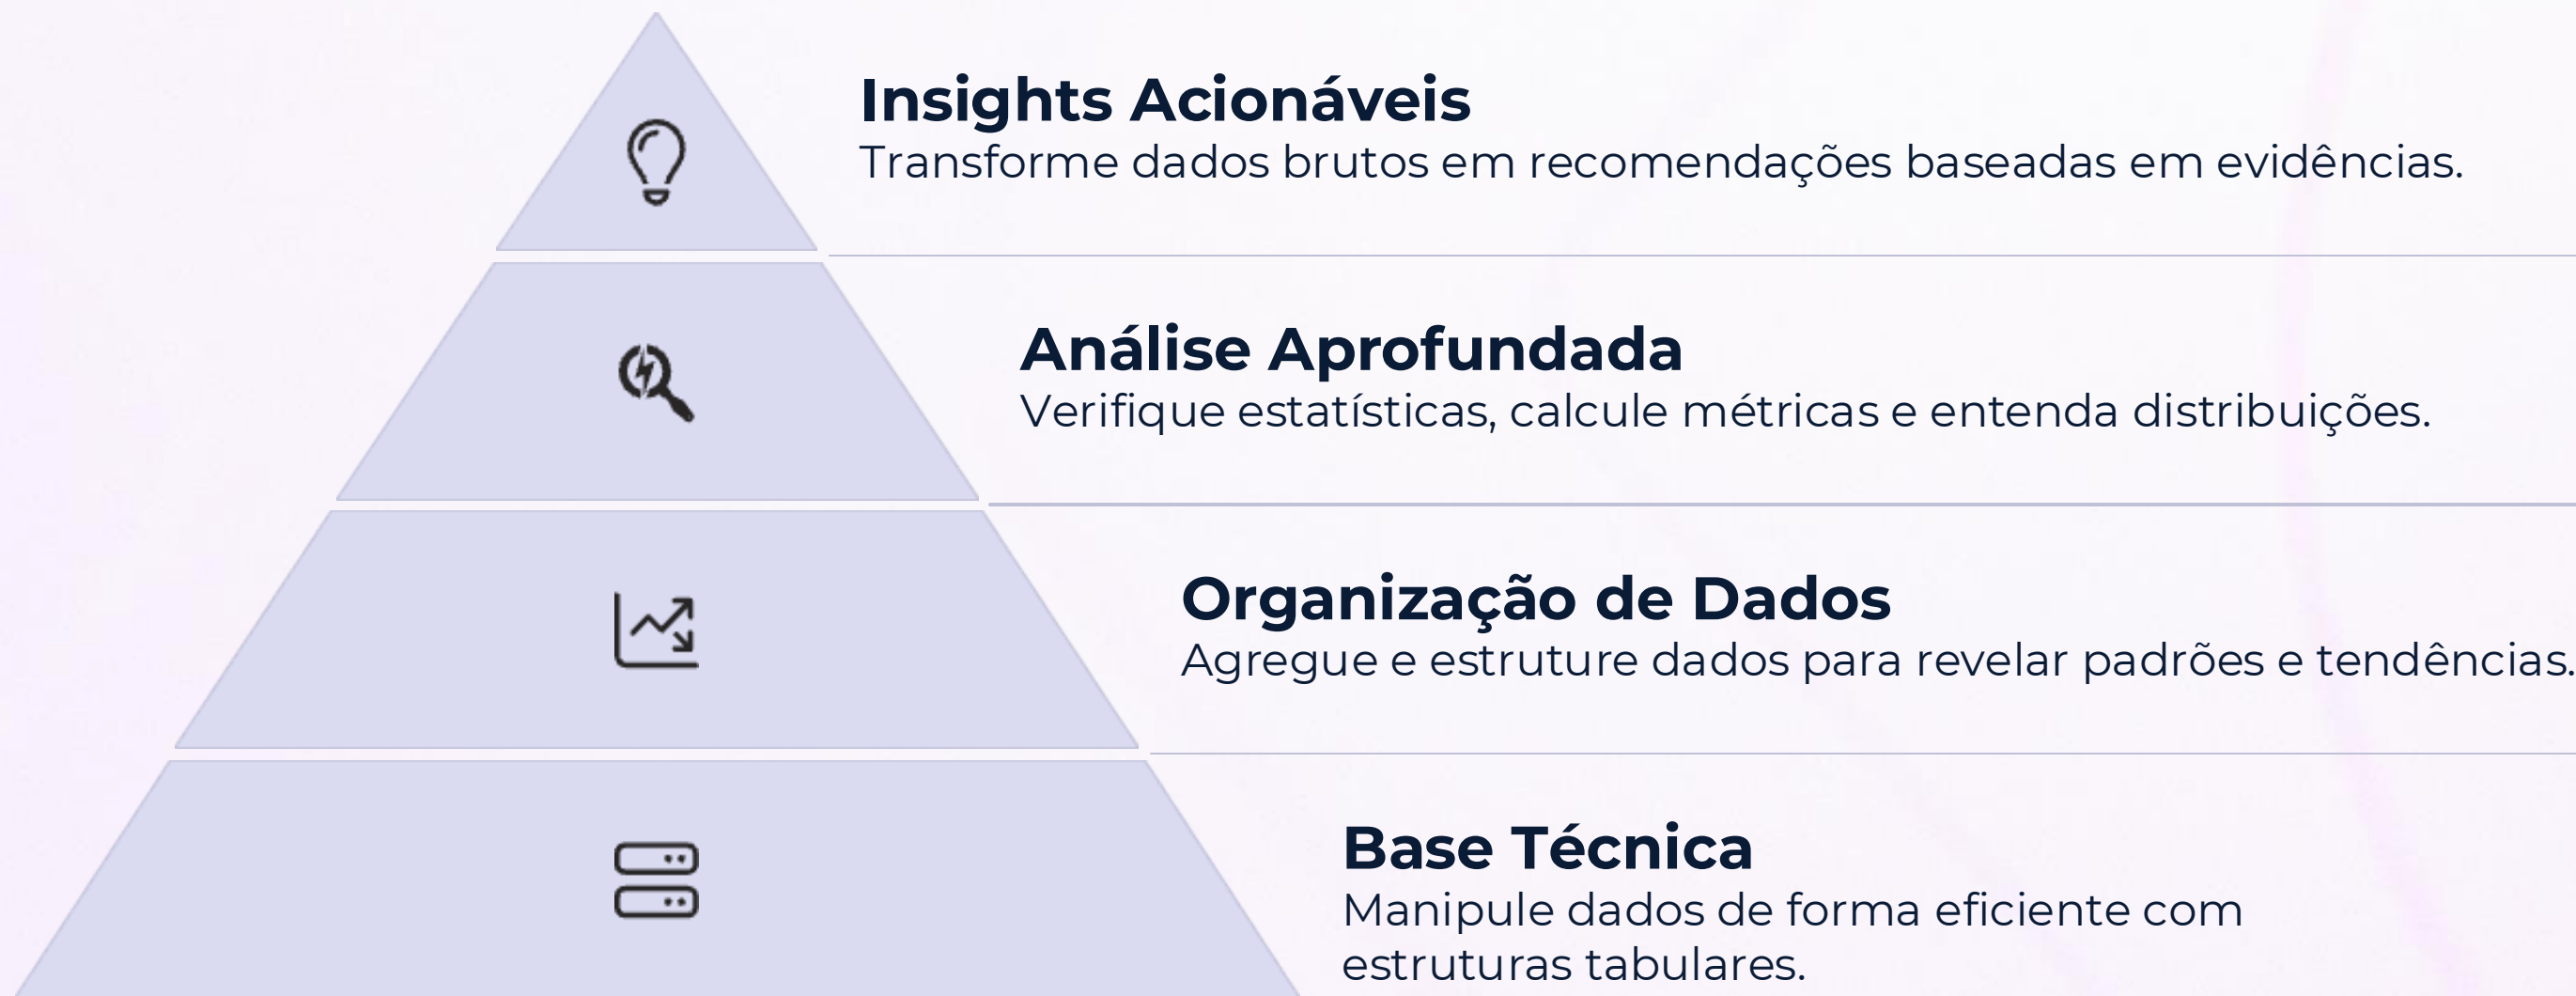 Insights Acionáveis
Transforme dados brutos em recomendações baseadas em evidências.
Análise Aprofundada
Verifique estatísticas, calcule métricas e entenda distribuições.
Organização de Dados
Agregue e estruture dados para revelar padrões e tendências.
Base Técnica
Manipule dados de forma eficiente com
estruturas tabulares.